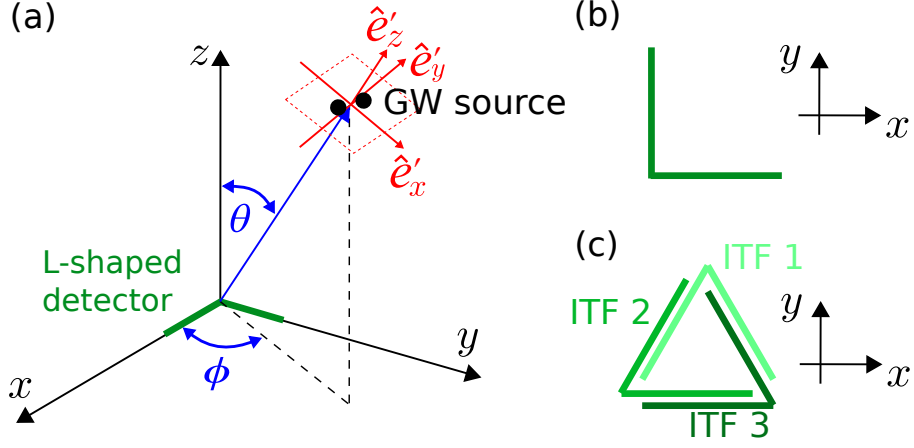 (a)
z
ê′z
ê′y
GW source
ê′x
θ
L-shaped
detector
ϕ
x
y
(b)
y
x
(c)
ITF 1
ITF 2
y
x
ITF 3